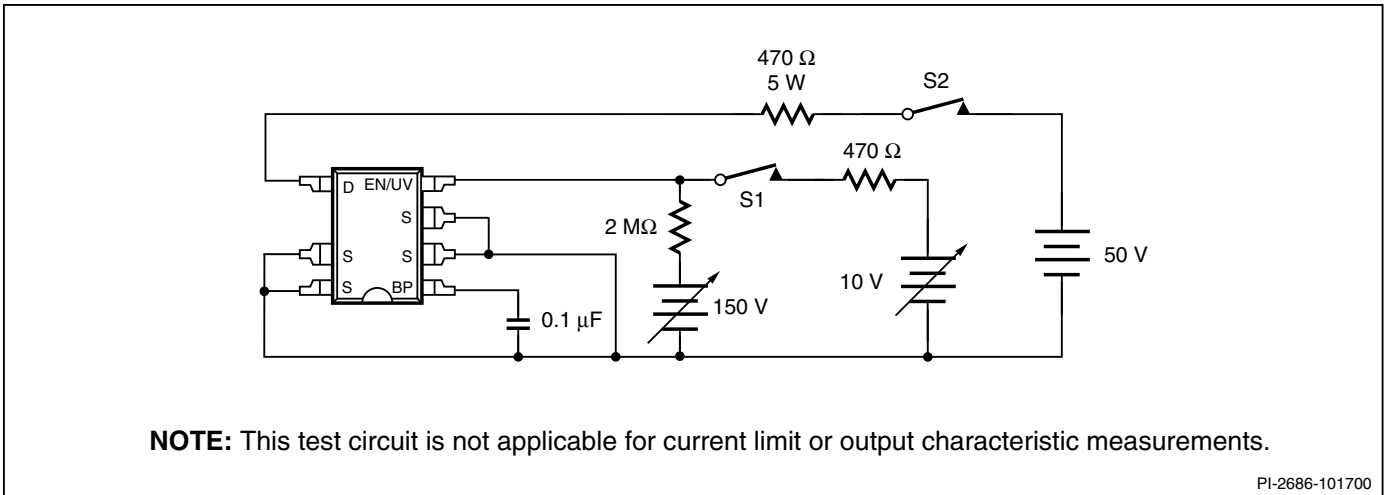 470 Ω
5 W
S2
470 Ω
D
EN/UV
S
S1
2 MΩ
S
S
50 V
S
BP
10 V
150 V
0.1 µF
NOTE: This test circuit is not applicable for current limit or output characteristic measurements.
PI-2686-101700